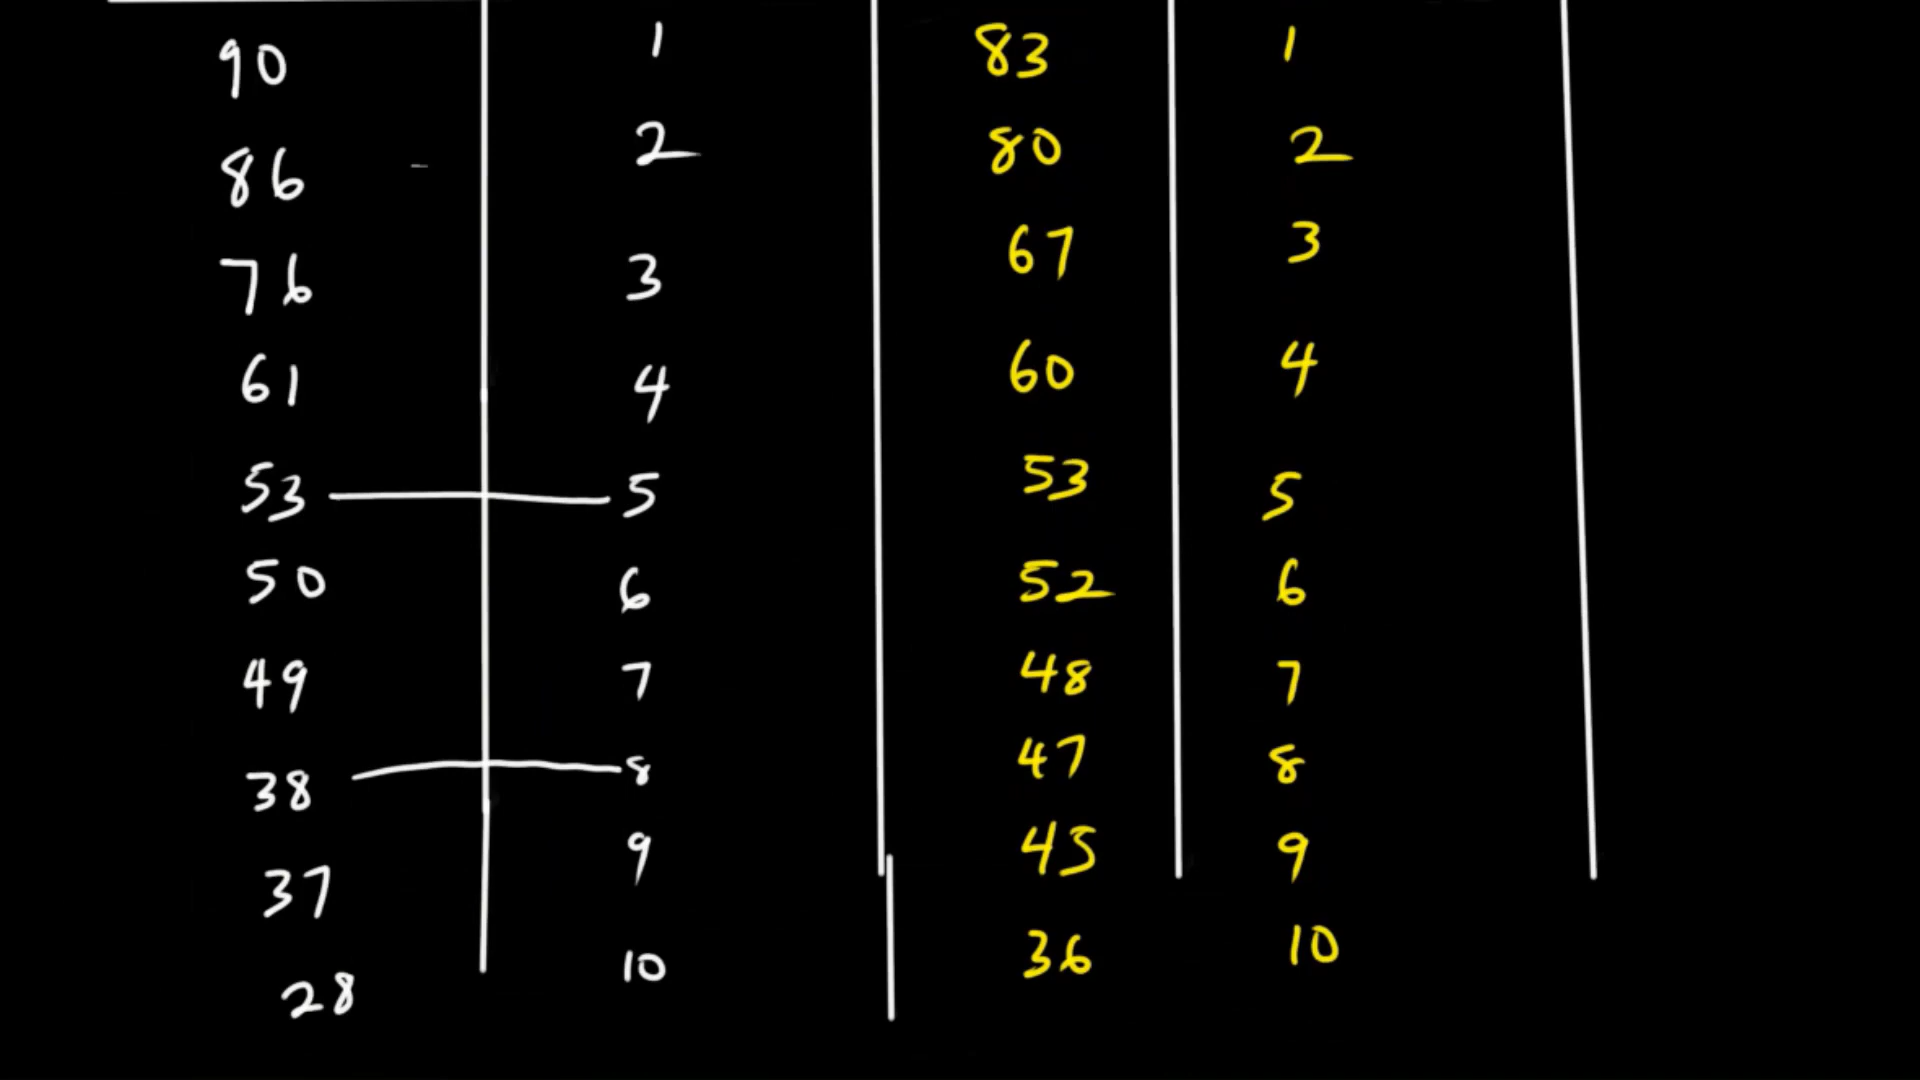 90 1 83 1
86 2 80 2
76 3 67 3
61 4 60 4
53 5 53 5
50 6 52 6
49 7 48 7
38 8 47 8
37 9 45 9
28 10 36 10